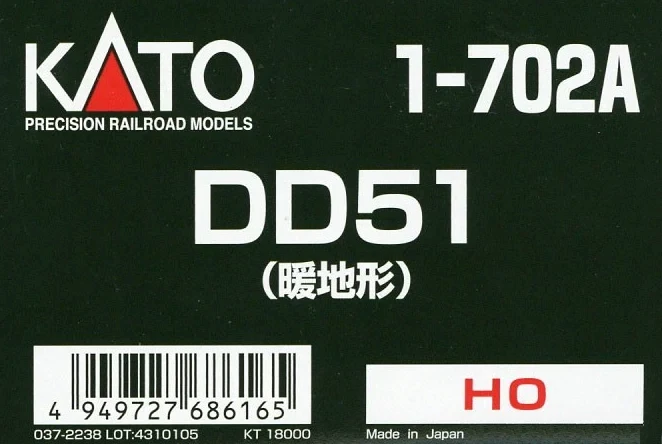 KATO 1-702A
PRECISION RAILROAD MODELS
DD51
(暖地形)
4 949727 686165
HO
037-2238 LOT:4310105 KT 18000 Made in Japan